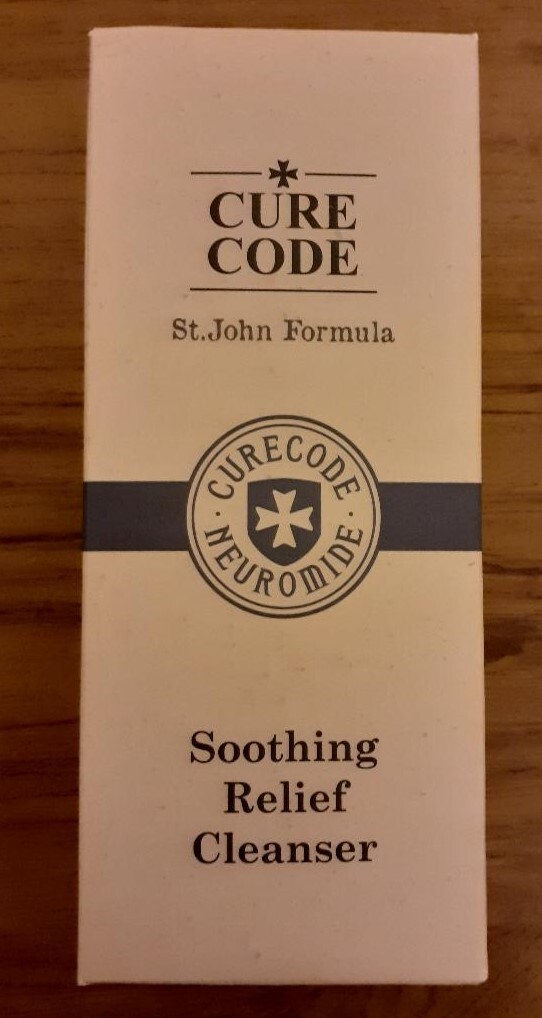 CURE
CODE
St.John Formula
CURECODE
NEUROMIDE
Soothing
Relief
Cleanser